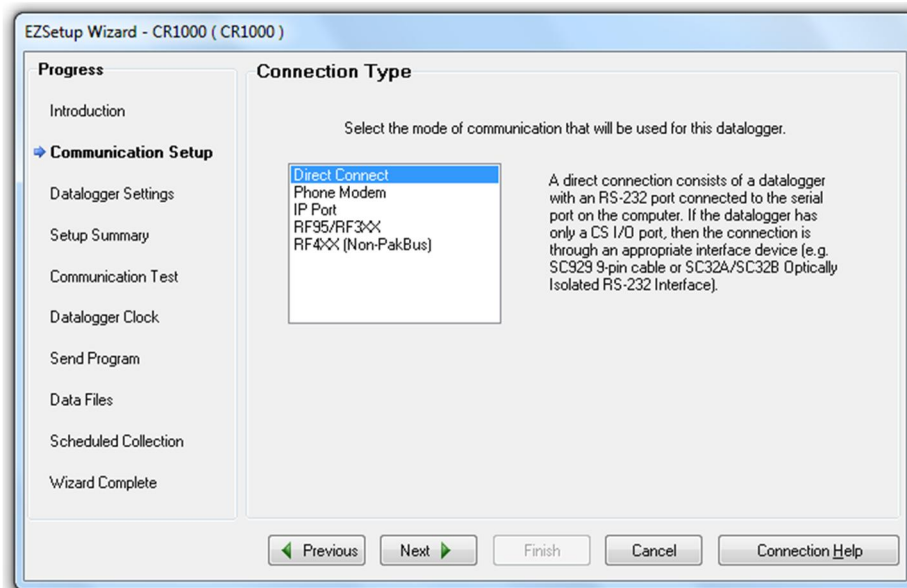 EZSetup Wizard - CR1000 ( CR1000 )
Progress
Introduction
Communication Setup
Datalogger Settings
Setup Summary
Communication Test
Datalogger Clock
Send Program
Data Files
Scheduled Collection
Wizard Complete
Connection Type
Select the mode of communication that will be used for this datalogger.
Direct Connect
Phone Modem
IP Port
RF95/RF3XX
RF4XX (Non-PakBus)
A direct connection consists of a datalogger
with an RS-232 port connected to the serial
port on the computer. If the datalogger has
only a CS I/O port, then the connection is
through an appropriate interface device (e.g.
SC929 9-pin cable or SC32A/SC32B Optically
Isolated RS-232 Interface).
Previous
Next
Finish
Cancel
Connection Help